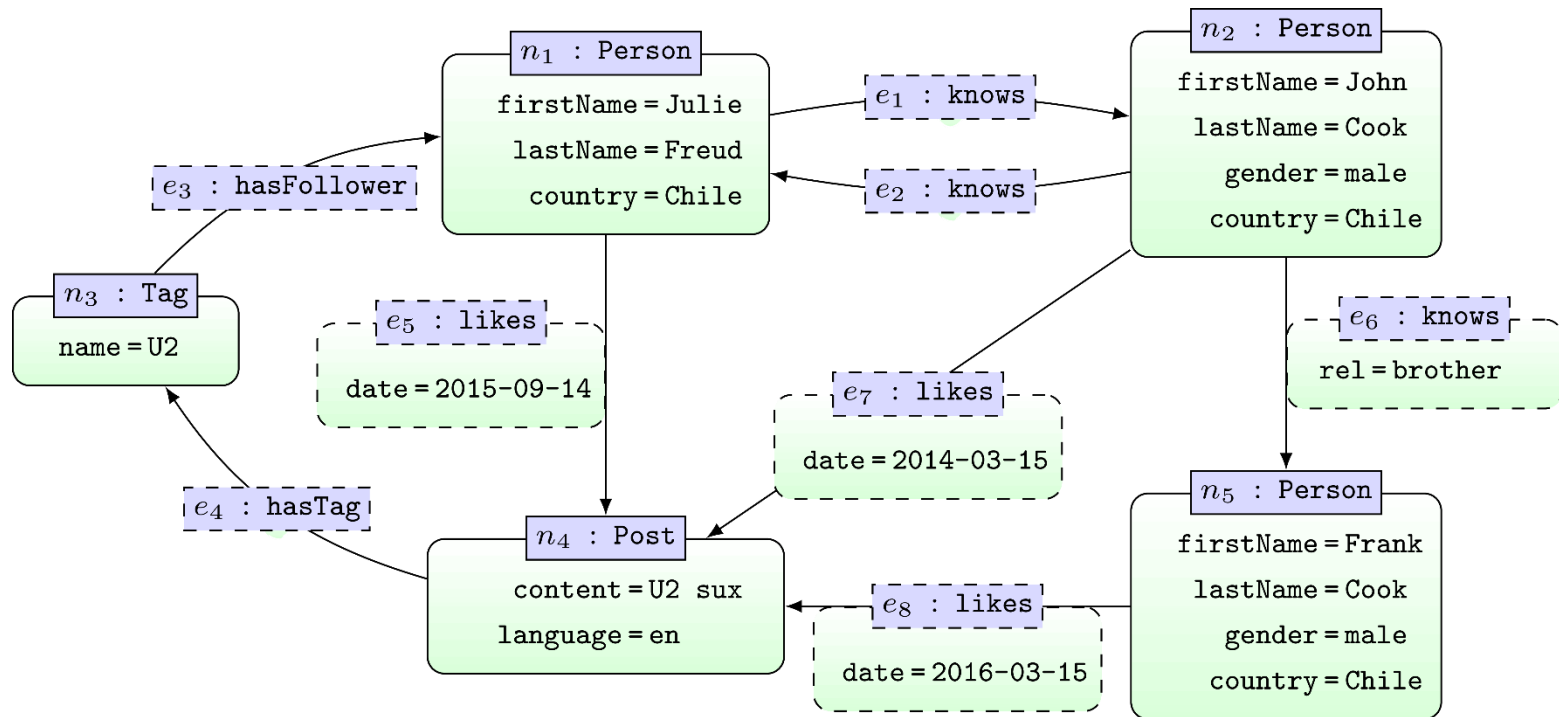 n₁ : Person
firstName = Julie
lastName = Freud
country = Chile
n₂ : Person
firstName = John
lastName = Cook
gender = male
country = Chile
e₁ : knows
e₂ : knows
e₃ : hasFollower
n₃ : Tag
name = U2
e₅ : likes
date = 2015-09-14
e₆ : knows
rel = brother
e₇ : likes
date = 2014-03-15
e₄ : hasTag
n₄ : Post
content = U2 sux
language = en
e₈ : likes
date = 2016-03-15
n₅ : Person
firstName = Frank
lastName = Cook
gender = male
country = Chile